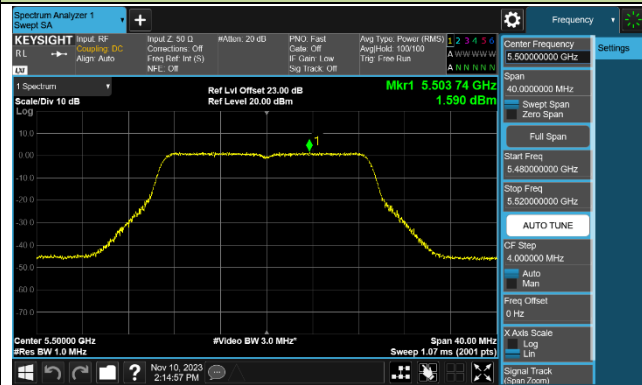 Spectrum Analyzer 1
Swept SA
+
Frequency
KEYSIGHT
RL
LXI
Input: RF
Coupling: DC
Align: Auto
Input Z: 50 Ω
Corrections: Off
Freq Ref: Int (S)
NFE: Off
#Atten: 20 dB
PNO: Fast
Gate: Off
IF Gain: Low
Sig Track: Off
Avg Type: Power (RMS)
Avg|Hold: 100/100
Trig: Free Run
1 2 3 4 5 6
A W W W W W
A N N N N N
1 Spectrum
Scale/Div 10 dB
Log
Ref Lvl Offset 23.00 dB
Ref Level 20.00 dBm
Mkr1 5.503 74 GHz
1.590 dBm
10.0
0.00
-10.0
-20.0
-30.0
-40.0
-50.0
-60.0
-70.0
1
Center 5.50000 GHz
#Res BW 1.0 MHz
#Video BW 3.0 MHz*
Span 40.00 MHz
Sweep 1.07 ms (2001 pts)
Center Frequency
5.500000000 GHz
Settings
Span
40.0000000 MHz
Swept Span
Zero Span
Full Span
Start Freq
5.480000000 GHz
Stop Freq
5.520000000 GHz
AUTO TUNE
CF Step
4.000000 MHz
Auto
Man
Freq Offset
0 Hz
X Axis Scale
Log
Lin
Signal Track
(Span Zoom)
?
Nov 10, 2023
2:14:57 PM